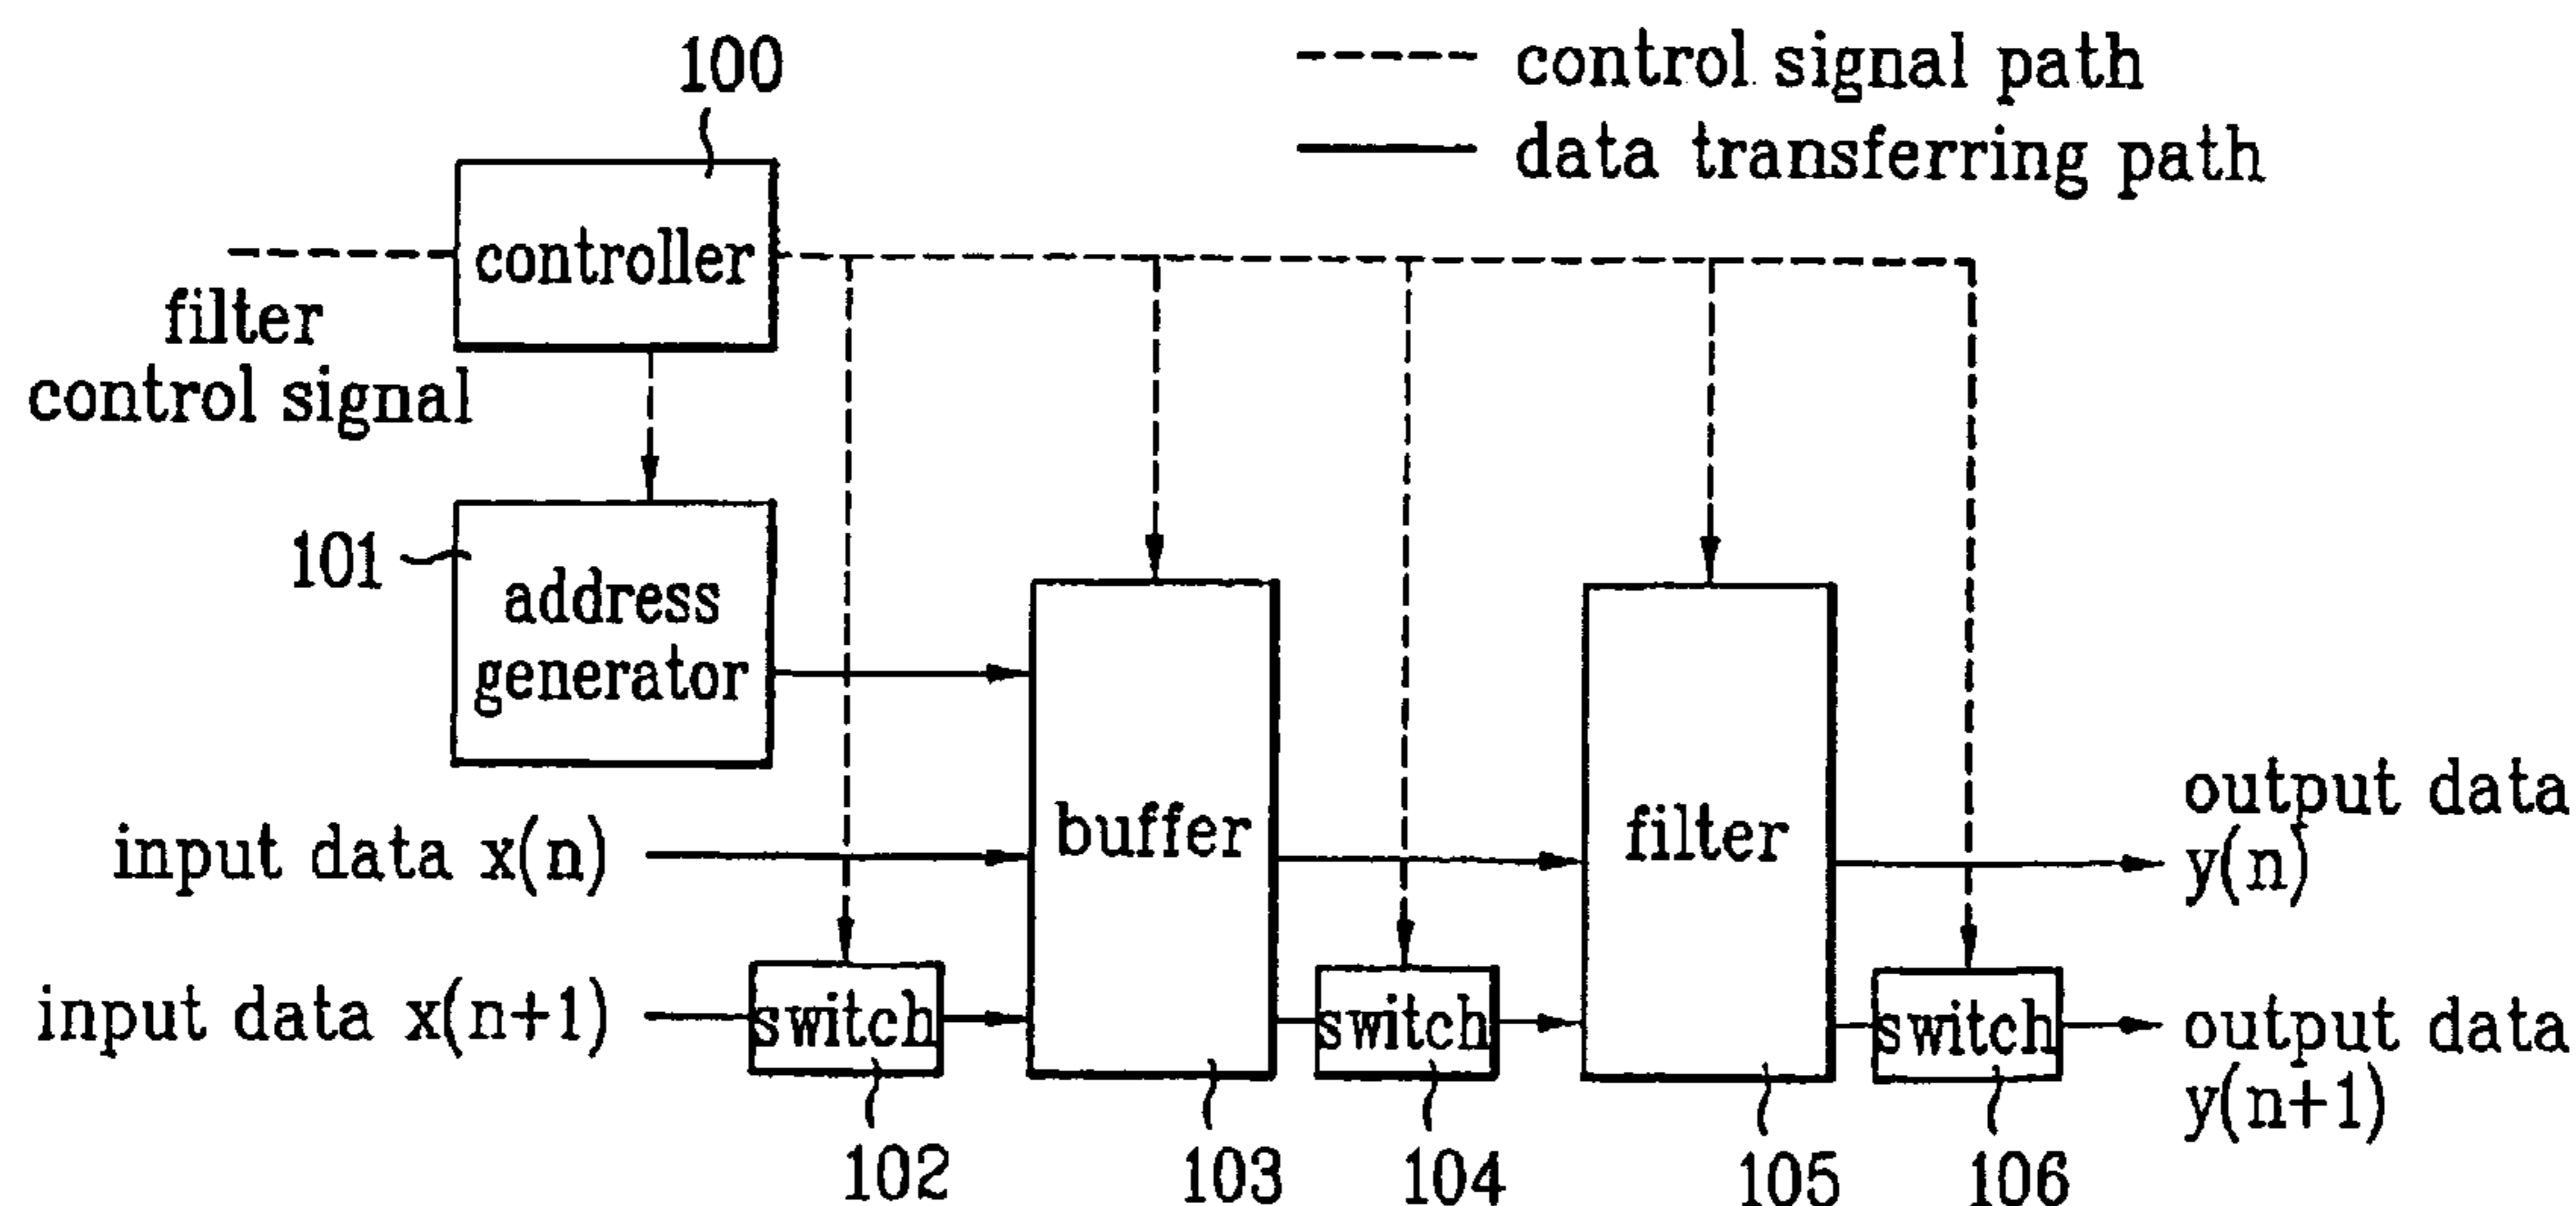 100
control signal path
data transferring path
controller
filter
control signal
101
address
generator
buffer
filter
input data x(n)
output data
y(n)
input data x(n+1)
switch
switch
switch
output data
y(n+1)
102
103
104
105
106